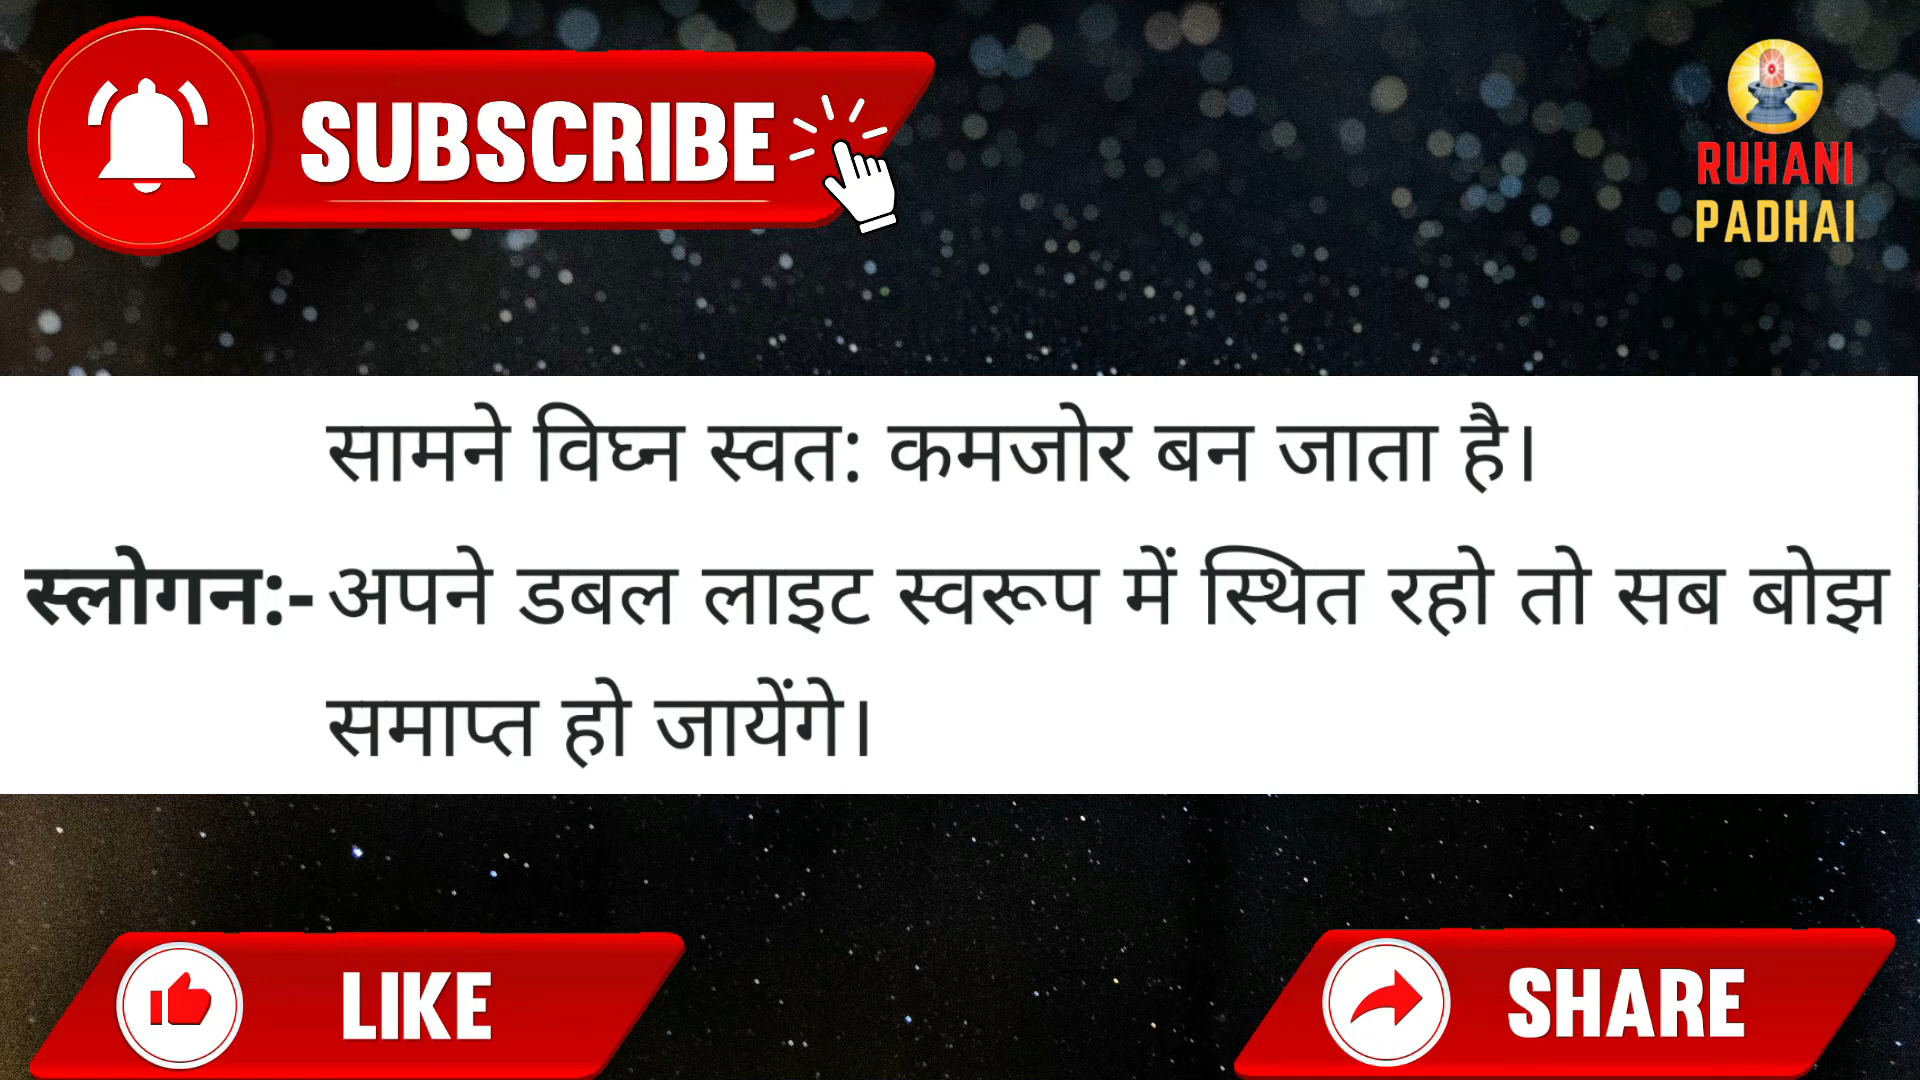 SUBSCRIBE
RUHANI
PADHAI
सामने विघ्न स्वत: कमजोर बन जाता है।
स्लोगन:- अपने डबल लाइट स्वरूप में स्थित रहो तो सब बोझ
समाप्त हो जायेंगे।
LIKE
SHARE